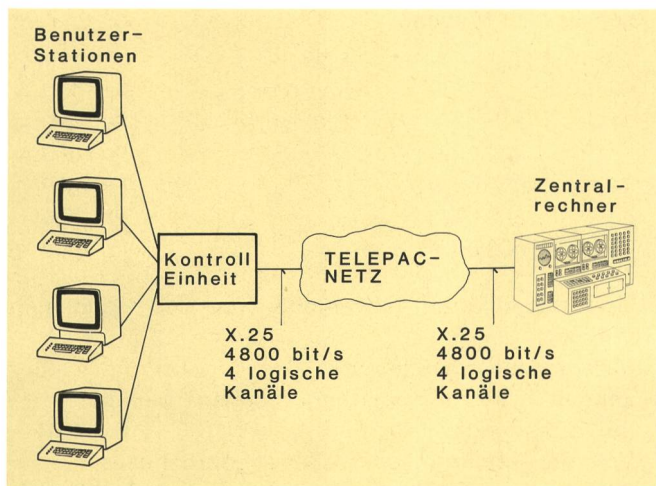 Benutzer-
Stationen
Zentral-
rechner
Kontroll
Einheit
TELEPAC-
NETZ
X.25
4800 bit/s
4 logische
Kanäle
X.25
4800 bit/s
4 logische
Kanäle